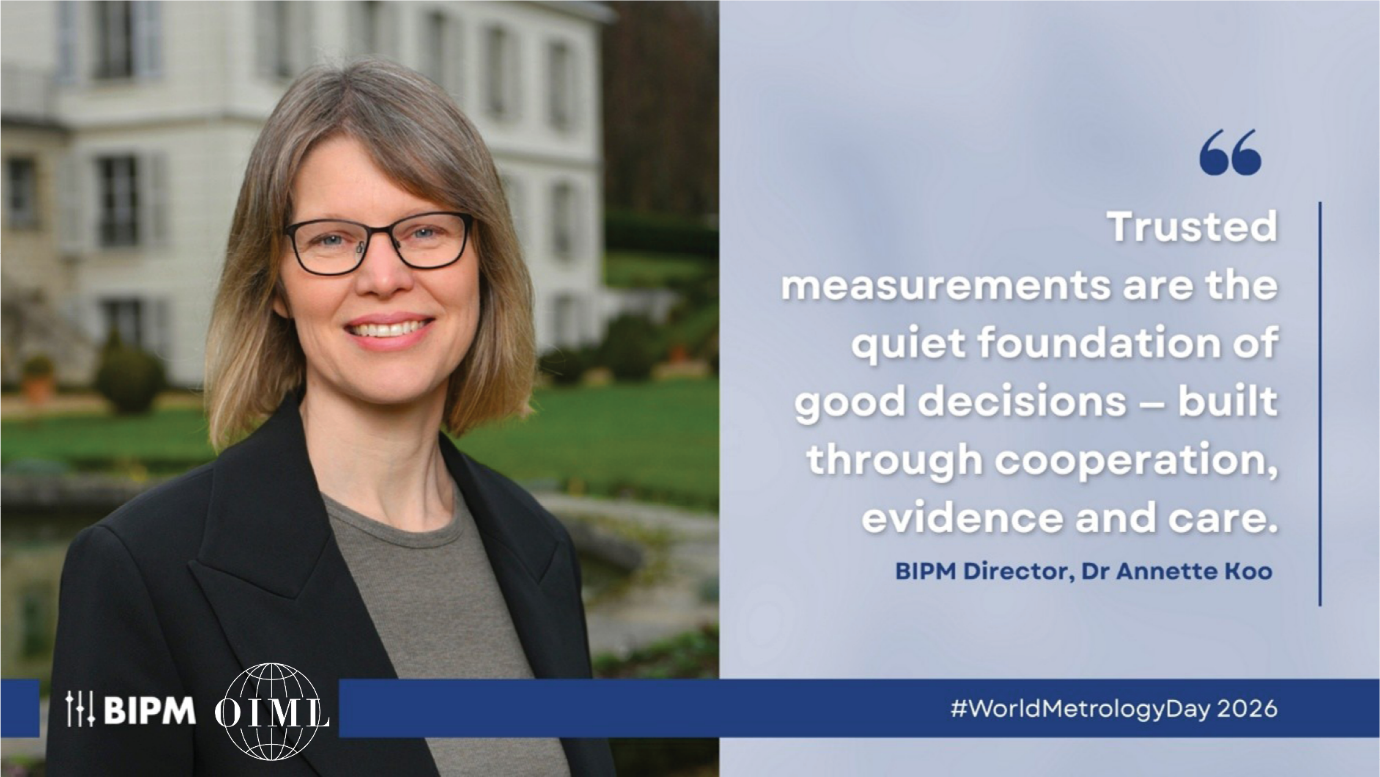 “
Trusted
measurements are the
quiet foundation of
good decisions – built
through cooperation,
evidence and care.
BIPM Director, Dr Annette Koo
BIPM OIML
#WorldMetrologyDay 2026